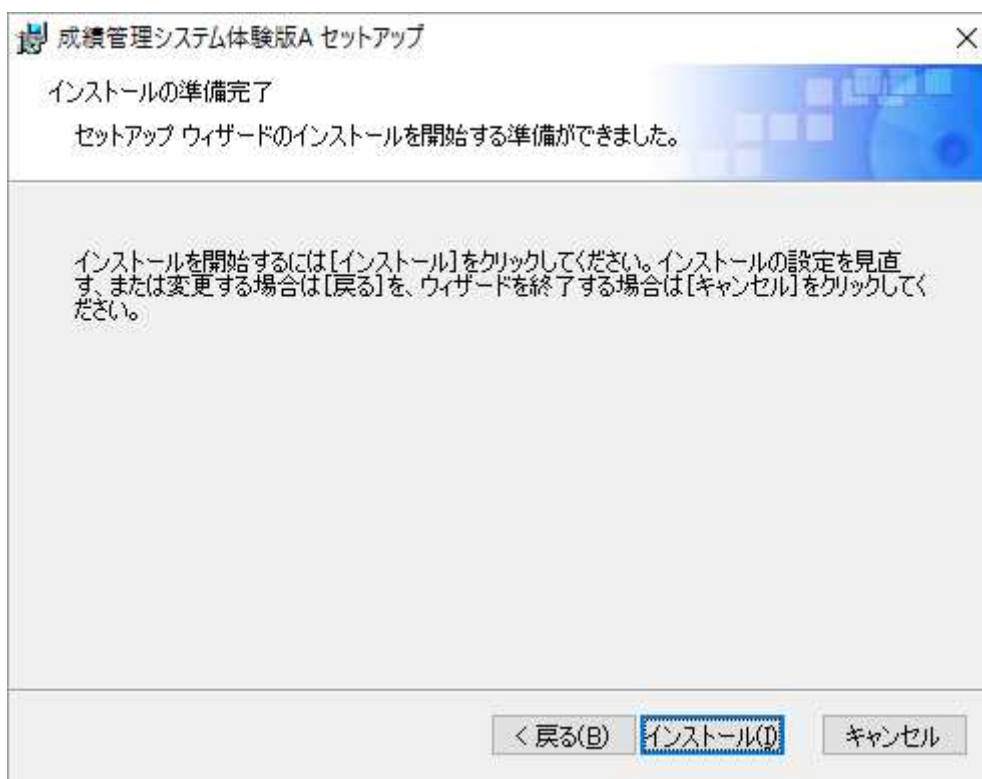 成績管理システム体験版A セットアップ
インストールの準備完了
セットアップ ウィザードのインストールを開始する準備ができました。
インストールを開始するには[インストール]をクリックしてください。インストールの設定を見直
す、または変更する場合は[戻る]を、ウィザードを終了する場合は[キャンセル]をクリックしてく
ださい。
< 戻る(B) インストール(I) キャンセル